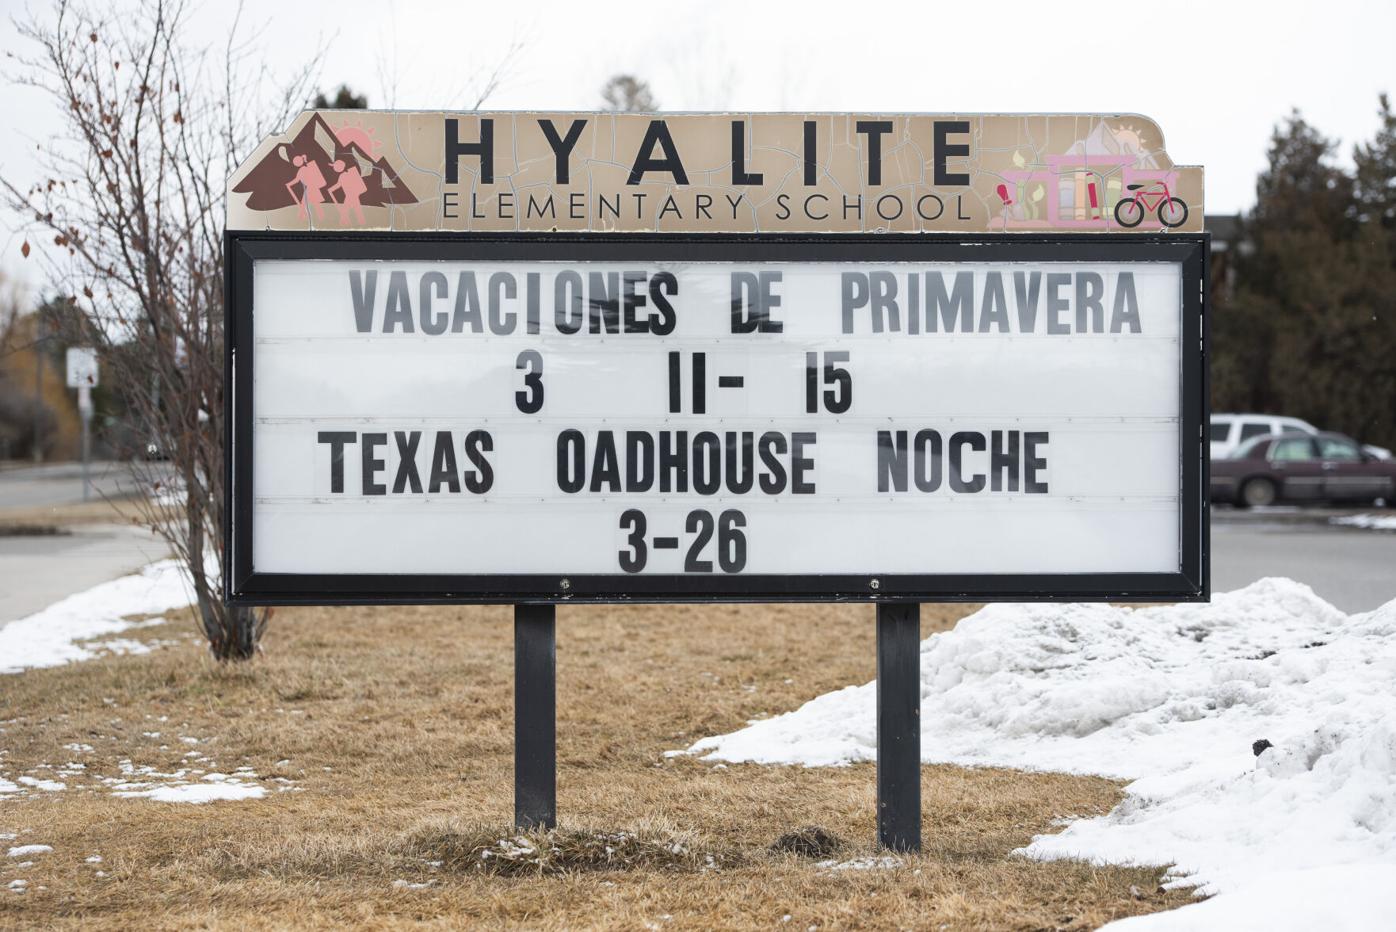 HYALITE
ELEMENTARY SCHOOL
VACACIONES DE PRIMAVERA
3 11- 15
TEXAS OADHOUSE NOCHE
3-26